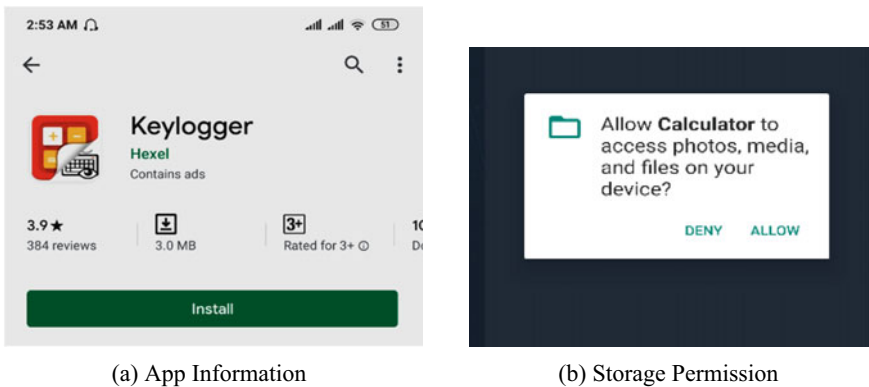 2:53 AM
51
Keylogger
Hexel
Contains ads
3.9★
384 reviews
3.0 MB
3+
Rated for 3+
10
Install
Allow Calculator to
access photos, media,
and files on your
device?
DENY ALLOW
(a) App Information
(b) Storage Permission